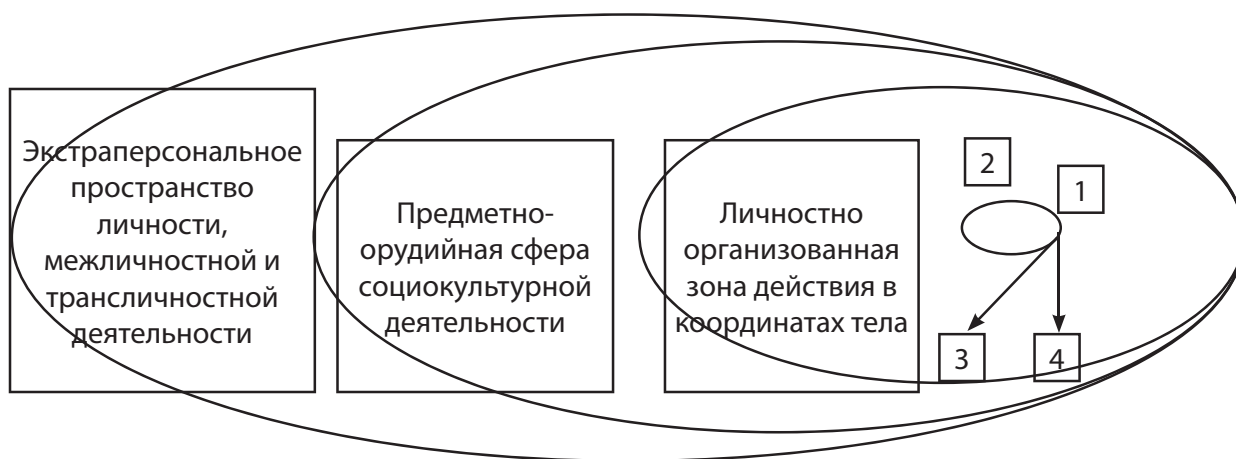 Экстраперсональное
пространство
личности,
межличностной и
трансличностной
деятельности
Предметно-
орудийная сфера
социокультурной
деятельности
Личностно
организованная
зона действия в
координатах тела
2
1
3
4